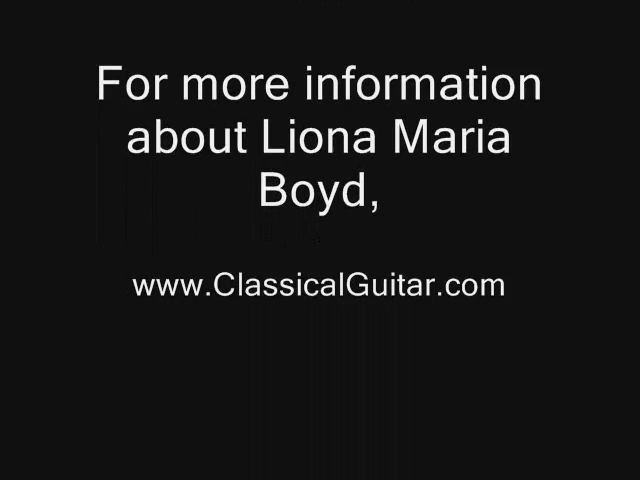 For more information
about Liona Maria
Boyd,
www.ClassicalGuitar.com